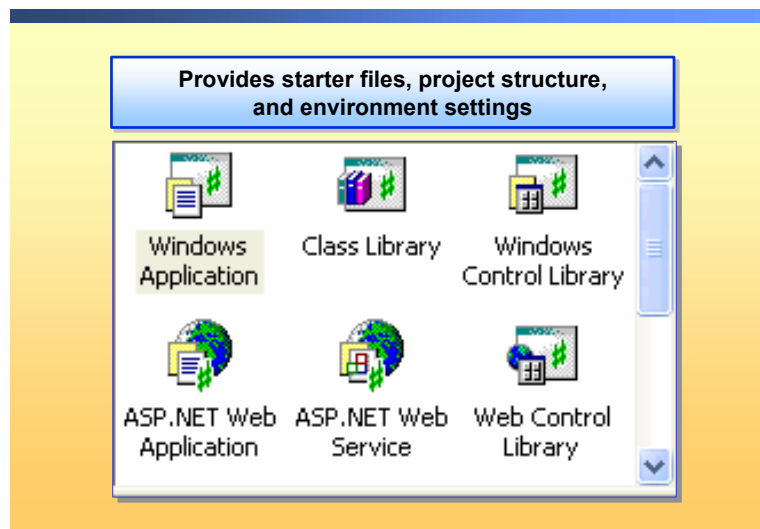 Provides starter files, project structure,
and environment settings
Windows
Application
Class Library
Windows
Control Library
ASP.NET Web
Application
ASP.NET Web
Service
Web Control
Library